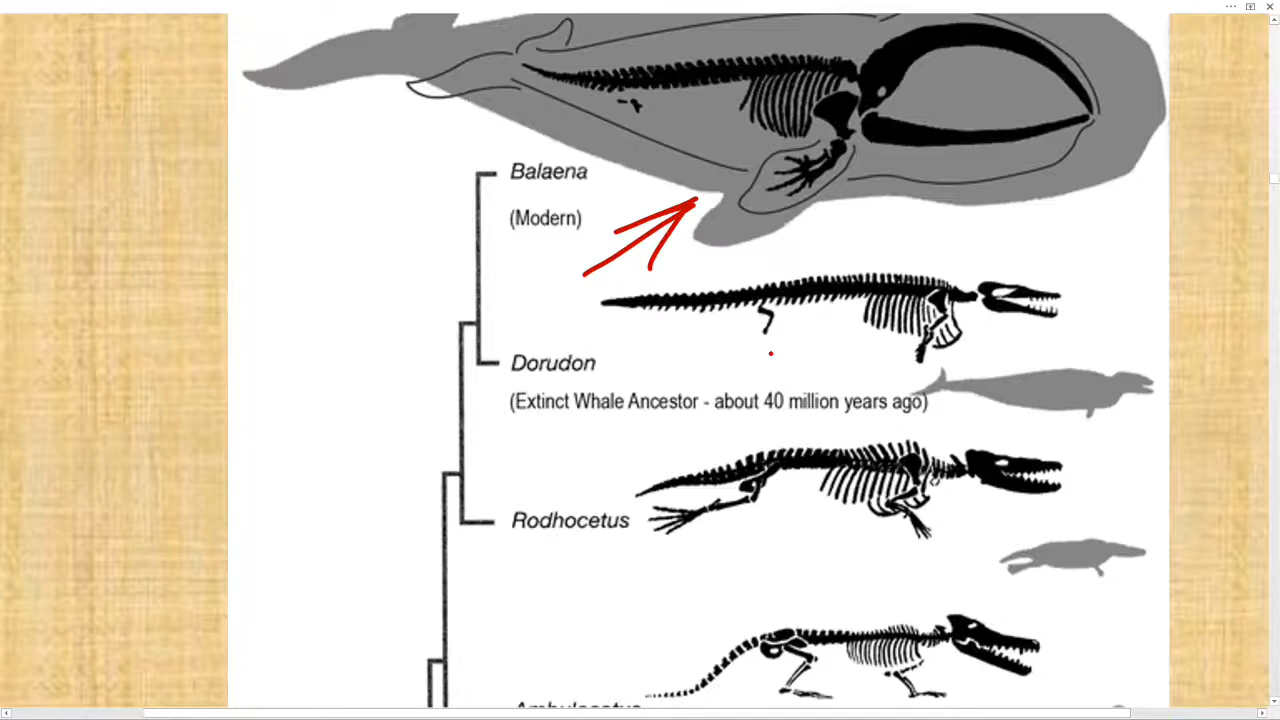 Balaena
(Modern)
Dorudon
(Extinct Whale Ancestor - about 40 million years ago)
Rodhocetus